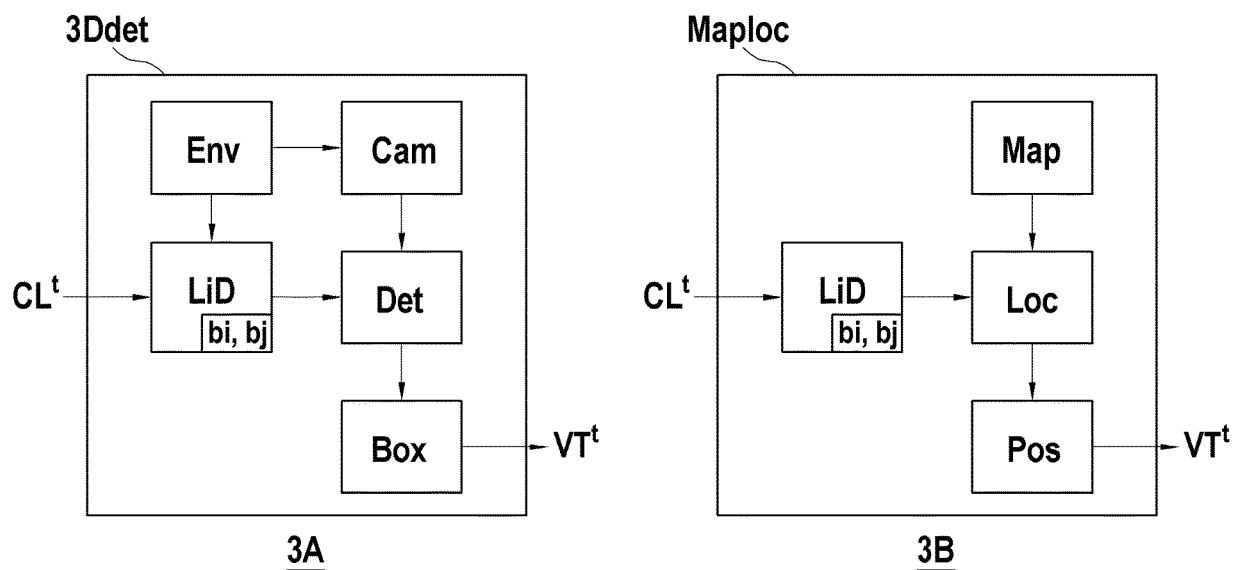 3Ddet
Env
Cam
CL^t
LiD
bi, bj
Det
Box
VT^t
3A
Maploc
Map
CL^t
LiD
bi, bj
Loc
Pos
VT^t
3B